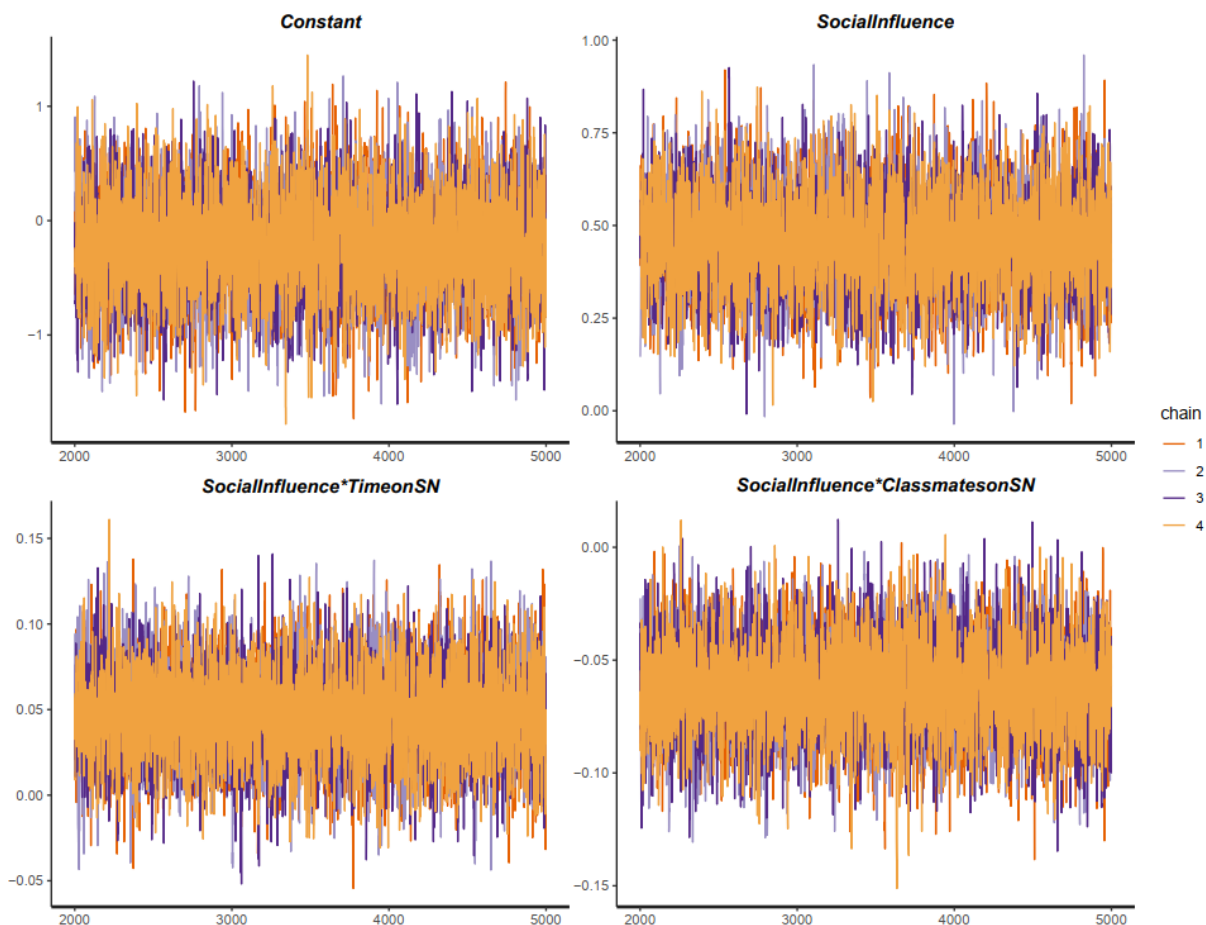 Constant
1
0
−1
2000 3000 4000 5000
SocialInfluence
1.00
0.75
0.50
0.25
0.00
2000 3000 4000 5000
SocialInfluence*TimeonSN
0.15
0.10
0.05
0.00
−0.05
2000 3000 4000 5000
SocialInfluence*ClassmatesonSN
0.00
−0.05
−0.10
−0.15
2000 3000 4000 5000
chain
1
2
3
4